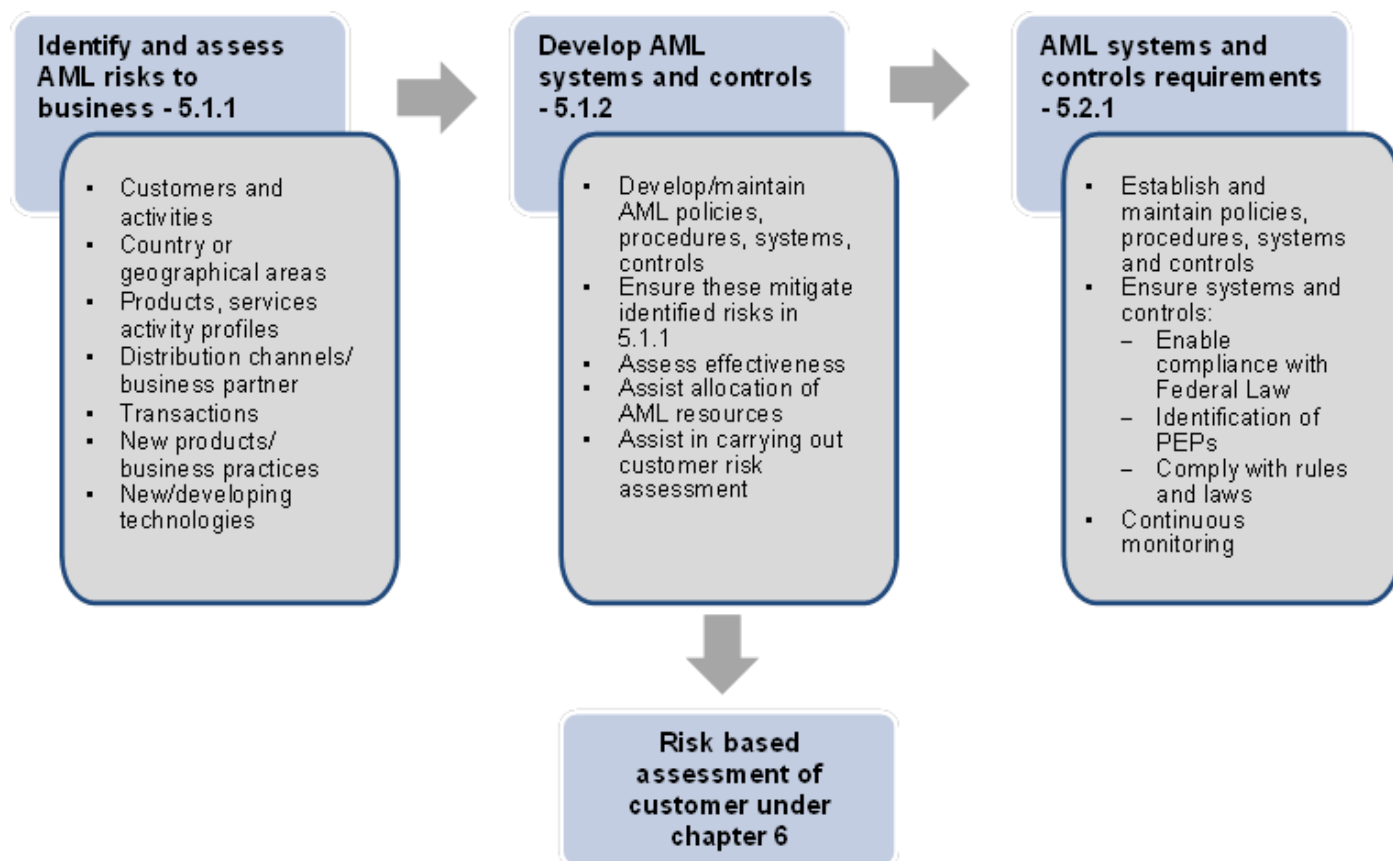 Identify and assess
AML risks to
business - 5.1.1
▪ Customers and
activities
▪ Country or
geographical areas
▪ Products, services
activity profiles
▪ Distribution channels/
business partner
▪ Transactions
▪ New products/
business practices
▪ New/developing
technologies
Develop AML
systems and controls
- 5.1.2
▪ Develop/maintain
AML policies,
procedures, systems,
controls
▪ Ensure these mitigate
identified risks in
5.1.1
▪ Assess effectiveness
▪ Assist allocation of
AML resources
▪ Assist in carrying out
customer risk
assessment
AML systems and
controls requirements
- 5.2.1
▪ Establish and
maintain policies,
procedures, systems
and controls
▪ Ensure systems and
controls:
– Enable
compliance with
Federal Law
– Identification of
PEPs
– Comply with rules
and laws
▪ Continuous
monitoring
Risk based
assessment of
customer under
chapter 6